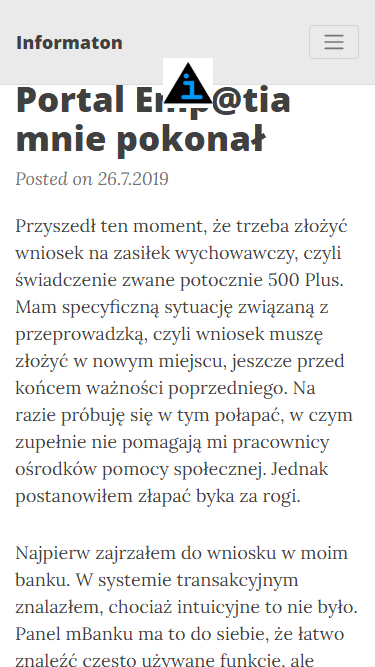 Informaton
Portal Emp@tia
mnie pokonał
Posted on 26.7.2019
Przyszedł ten moment, że trzeba złożyć
wniosek na zasiłek wychowawczy, czyli
świadczenie zwane potocznie 500 Plus.
Mam specyficzną sytuację związaną z
przeprowadzką, czyli wniosek muszę
złożyć w nowym miejscu, jeszcze przed
końcem ważności poprzedniego. Na
razie próbuję się w tym połapać, w czym
zupełnie nie pomagają mi pracownicy
ośrodków pomocy społecznej. Jednak
postanowiłem złapać byka za rogi.
Najpierw zajrzałem do wniosku w moim
banku. W systemie transakcyjnym
znalazłem, chociaż intuicyjne to nie było.
Panel mBanku ma to do siebie, że łatwo
znaleźć często używane funkcje, ale